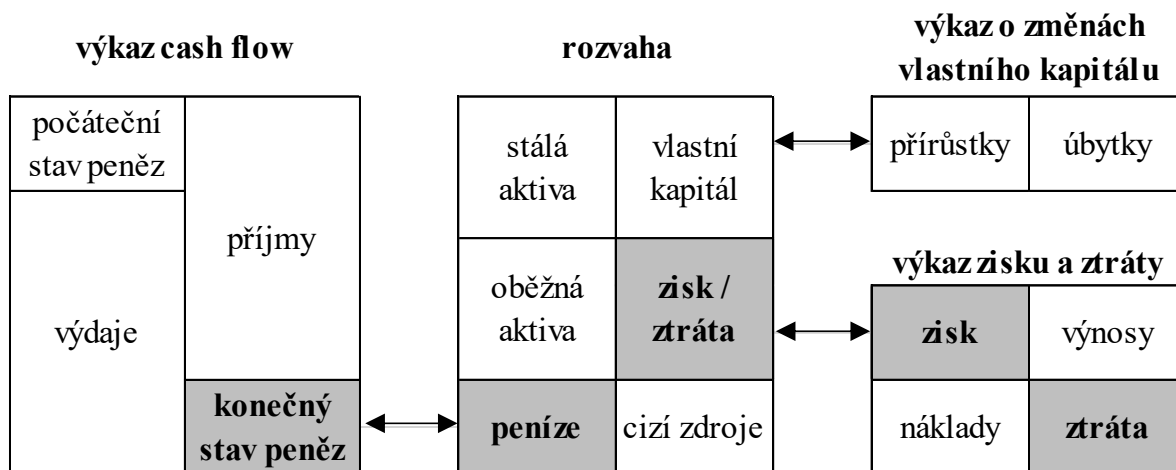 výkaz cash flow
počáteční
stav peněz
příjmy
výdaje
konečný
stav peněz
rozvaha
stálá
aktiva
vlastní
kapitál
oběžná
aktiva
zisk /
ztráta
peníze
cizí zdroje
výkaz o změnách
vlastního kapitálu
přírůstky
úbytky
výkaz zisku a ztráty
zisk
výnosy
náklady
ztráta